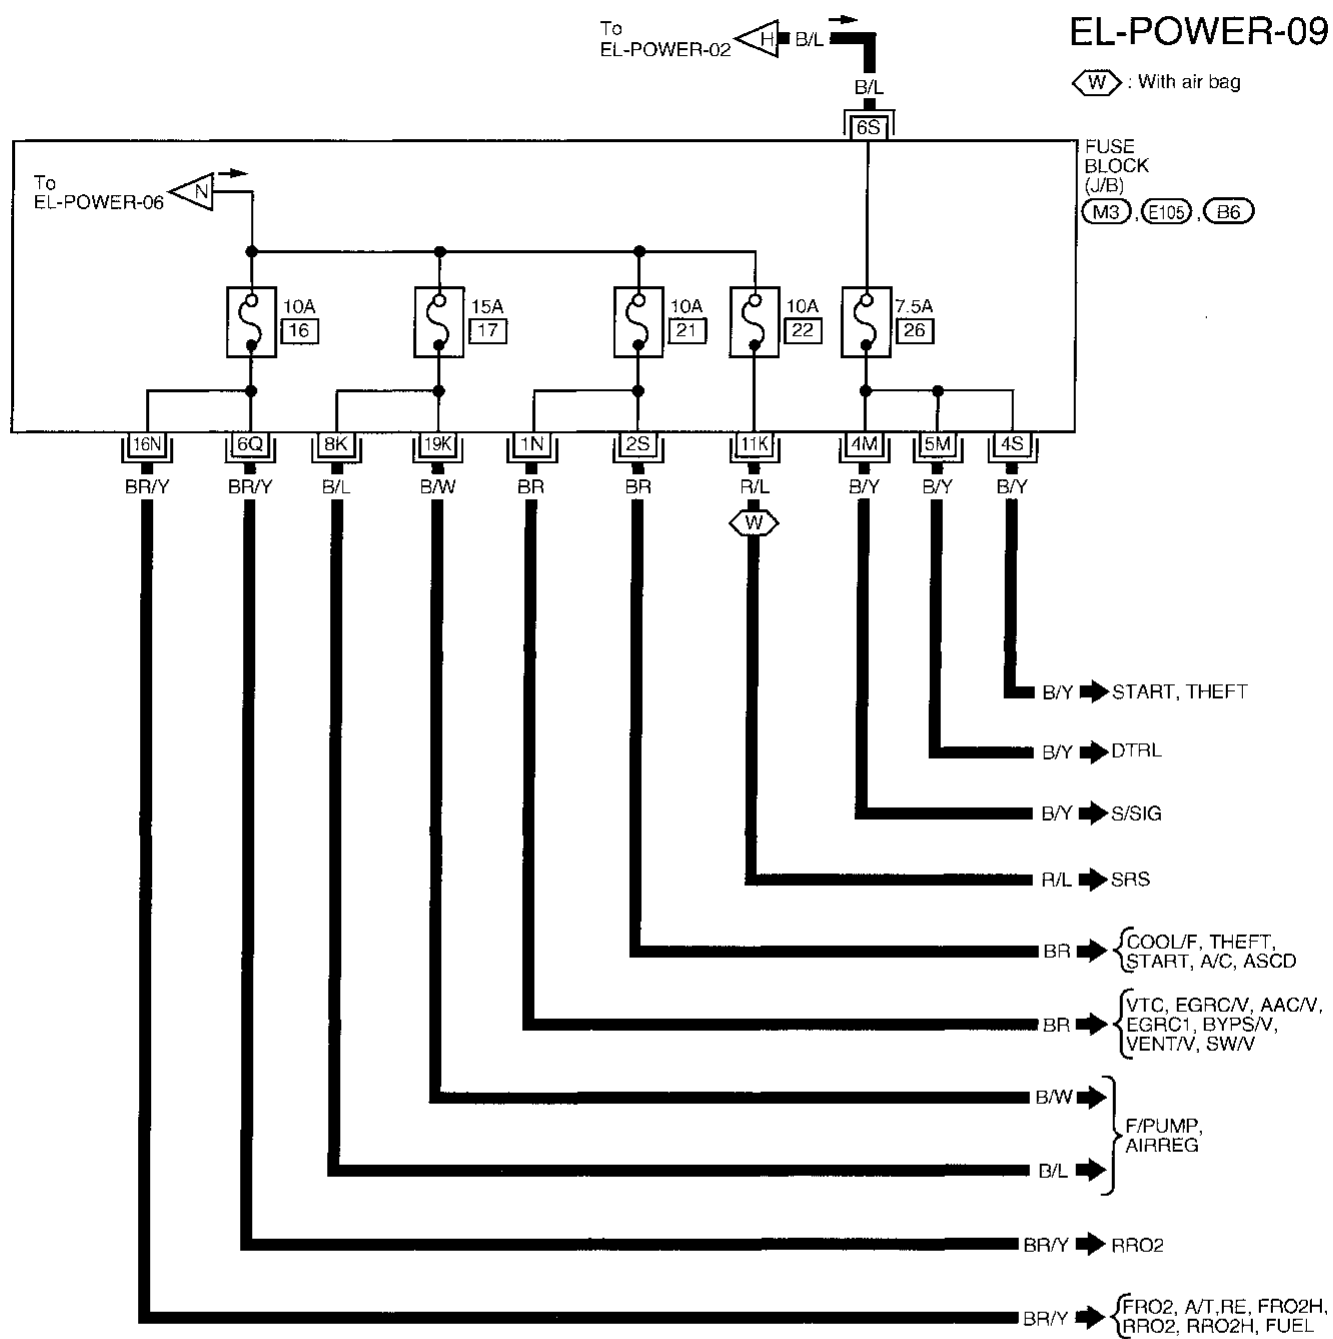 To
EL-POWER-02
H
B/L
EL-POWER-09
W : With air bag
B/L
6S
FUSE
BLOCK
(J/B)
M3 , E105 , B6
To
EL-POWER-06
N
10A
16
15A
17
10A
21
10A
22
7.5A
26
16N 6Q 8K 19K 1N 2S 11K 4M 5M 4S
BR/Y BR/Y B/L B/W BR BR R/L B/Y B/Y B/Y
W
B/Y START, THEFT
B/Y DTRL
B/Y S/SIG
R/L SRS
BR COOL/F, THEFT,
START, A/C, ASCD
BR VTC, EGRC/V, AAC/V,
EGRC1, BYPS/V,
VENT/V, SW/V
B/W
F/PUMP,
AIRREG
B/L
BR/Y RRO2
BR/Y FRO2, A/T,RE, FRO2H,
RRO2, RRO2H, FUEL